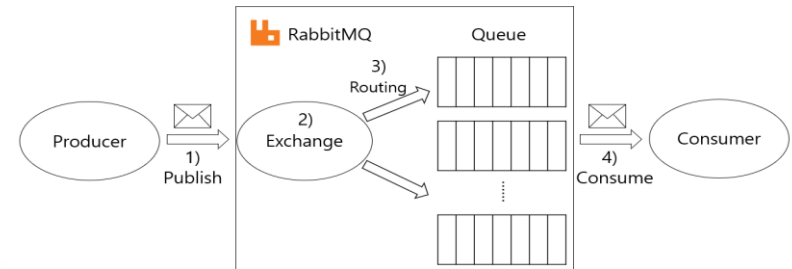 RabbitMQ
Queue
3)
Routing
2)
Exchange
Producer
1)
Publish
4)
Consume
Consumer